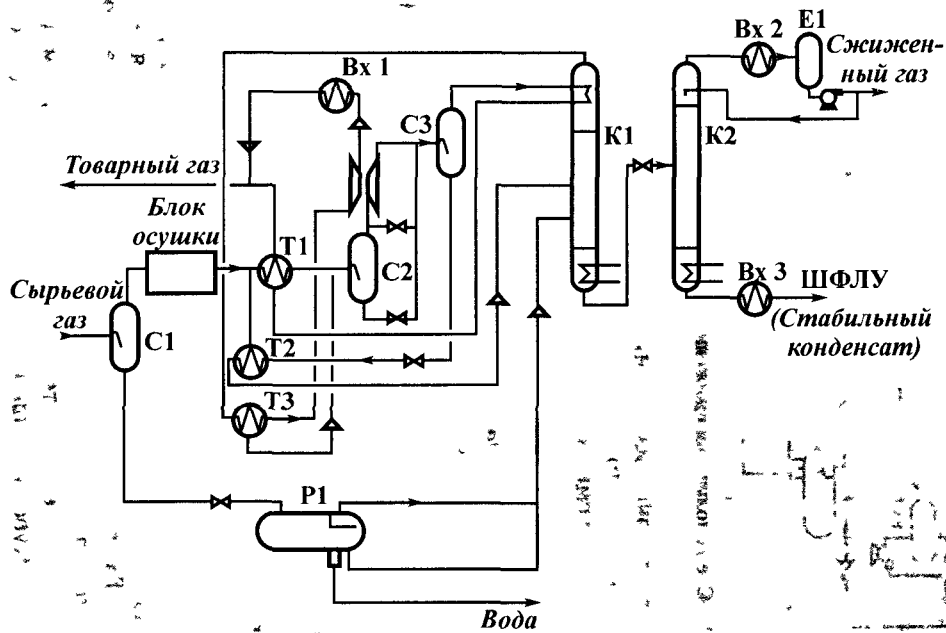 Вх 2
Е1
Сжижен-
ный газ
Вх 1
С3
К1
К2
Товарный газ
Блок
осушки
Т1
С2
Сырьевой
газ
С1
Вх 3
ШФЛУ
(Стабильный
конденсат)
Т2
Т3
Р1
Вода